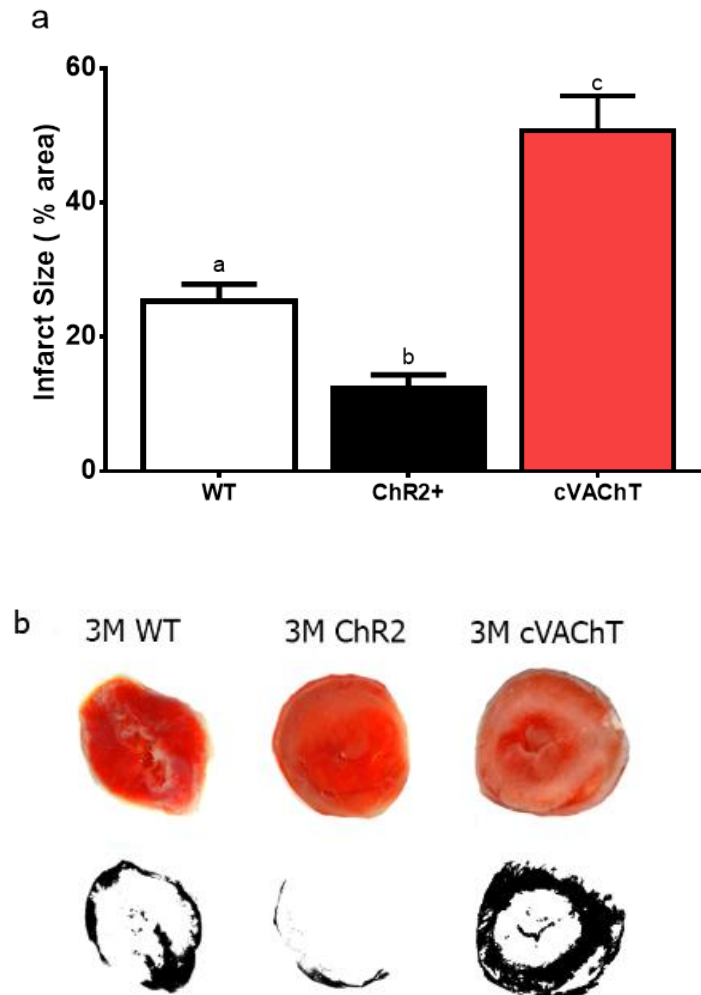 a
60
40
20
0
Infarct Size ( % area)
a
b
c
WT
ChR2+
cVAChT
b
3M WT
3M ChR2
3M cVAChT